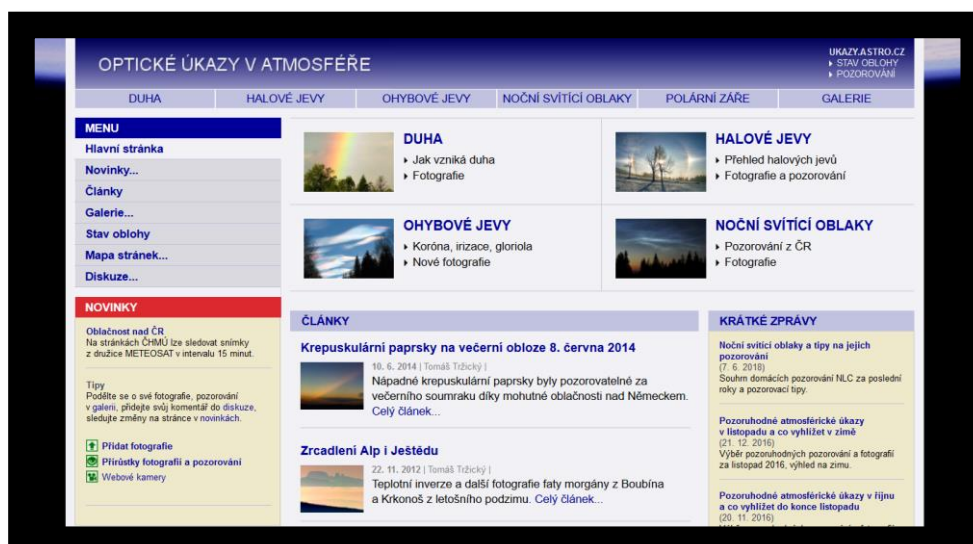 OPTICKÉ ÚKAZY V ATMOSFÉŘE
UKAZY.ASTRO.CZ
STAV OBLOHY
POZOROVÁNÍ
DUHA
HALOVÉ JEVY
OHYBOVÉ JEVY
NOČNÍ SVÍTÍCÍ OBLAKY
POLÁRNÍ ZÁŘE
GALERIE
MENU
Hlavní stránka
Novinky...
Články
Galerie...
Stav oblohy
Mapa stránek...
Diskuze...
NOVINKY
Oblačnost nad ČR
Na stránkách ČHMÚ lze sledovat snímky
z družice METEOSAT v intervalu 15 minut.
Tipy
Podělte se o své fotografie, pozorování
v galerii, přidejte svůj komentář do diskuze,
sledujte změny na stránce v novinkách.
Přidat fotografie
Přírůstky fotografií a pozorování
Webové kamery
DUHA
Jak vzniká duha
Fotografie
HALOVÉ JEVY
Přehled halových jevů
Fotografie a pozorování
OHYBOVÉ JEVY
Koróna, irizace, gloriola
Nové fotografie
NOČNÍ SVÍTÍCÍ OBLAKY
Pozorování z ČR
Fotografie
ČLÁNKY
Krepuskulární paprsky na večerní obloze 8. června 2014
10. 6. 2014 | Tomáš Tržický |
Nápadné krepuskulární paprsky byly pozorovatelné za
večerního soumraku díky mohutné oblačnosti nad Německem.
Celý článek...
Zrcadlení Alp i Ještědu
22. 11. 2012 | Tomáš Tržický |
Teplotní inverze a další fotografie faty morgány z Boubína
a Krkonoš z letošního podzimu. Celý článek...
KRÁTKÉ ZPRÁVY
Noční svítící oblaky a tipy na jejich
pozorování
(7. 6. 2018)
Souhrn domácích pozorování NLC za poslední
roky a pozorovací tipy.
Pozoruhodné atmosférické úkazy
v listopadu a co vyhlížet v zimě
(21. 12. 2016)
Výběr pozoruhodných pozorování a fotografií
za listopad 2016, výhled na zimu.
Pozoruhodné atmosférické úkazy v říjnu
a co vyhlížet do konce listopadu
(20. 11. 2016)